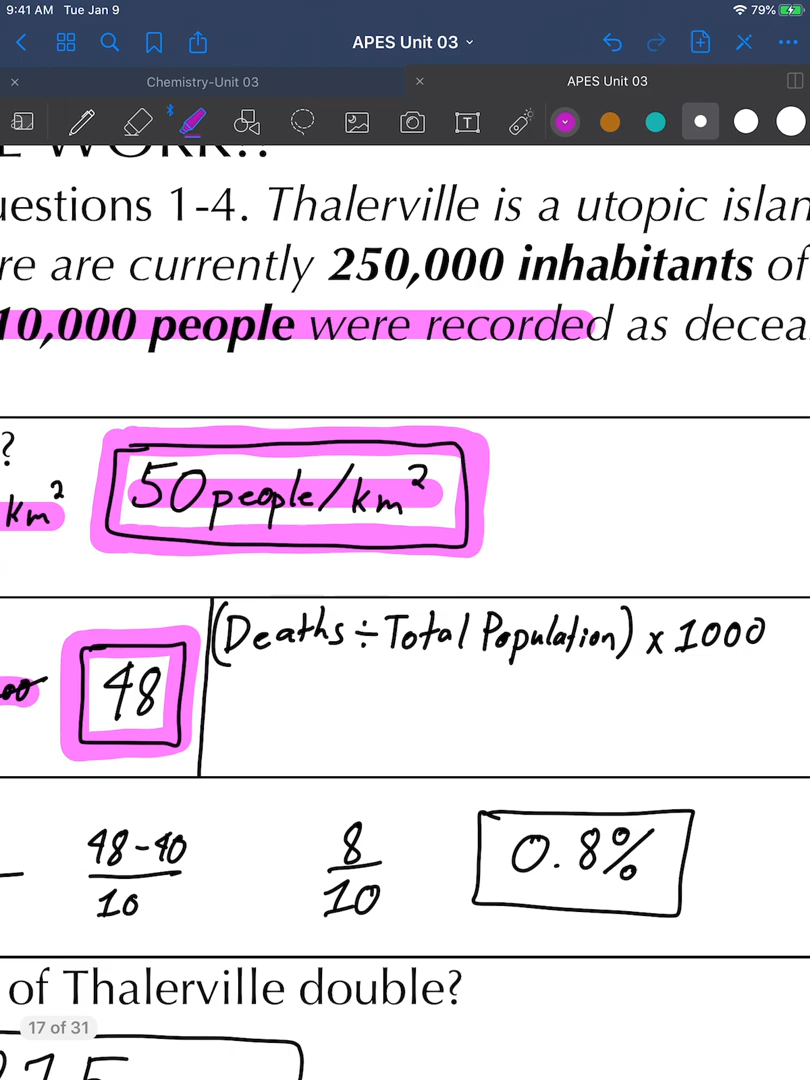 9:41 AM Tue Jan 9
79%
APES Unit 03
Chemistry-Unit 03
APES Unit 03
E WORK!!
uestions 1-4. Thalerville is a utopic islan
re are currently 250,000 inhabitants of
10,000 people were recorded as decea
?
km²
50 people/km²
48
(Deaths ÷ Total Population) x 1000
48-40
10
8
10
0.8%
of Thalerville double?
17 of 31